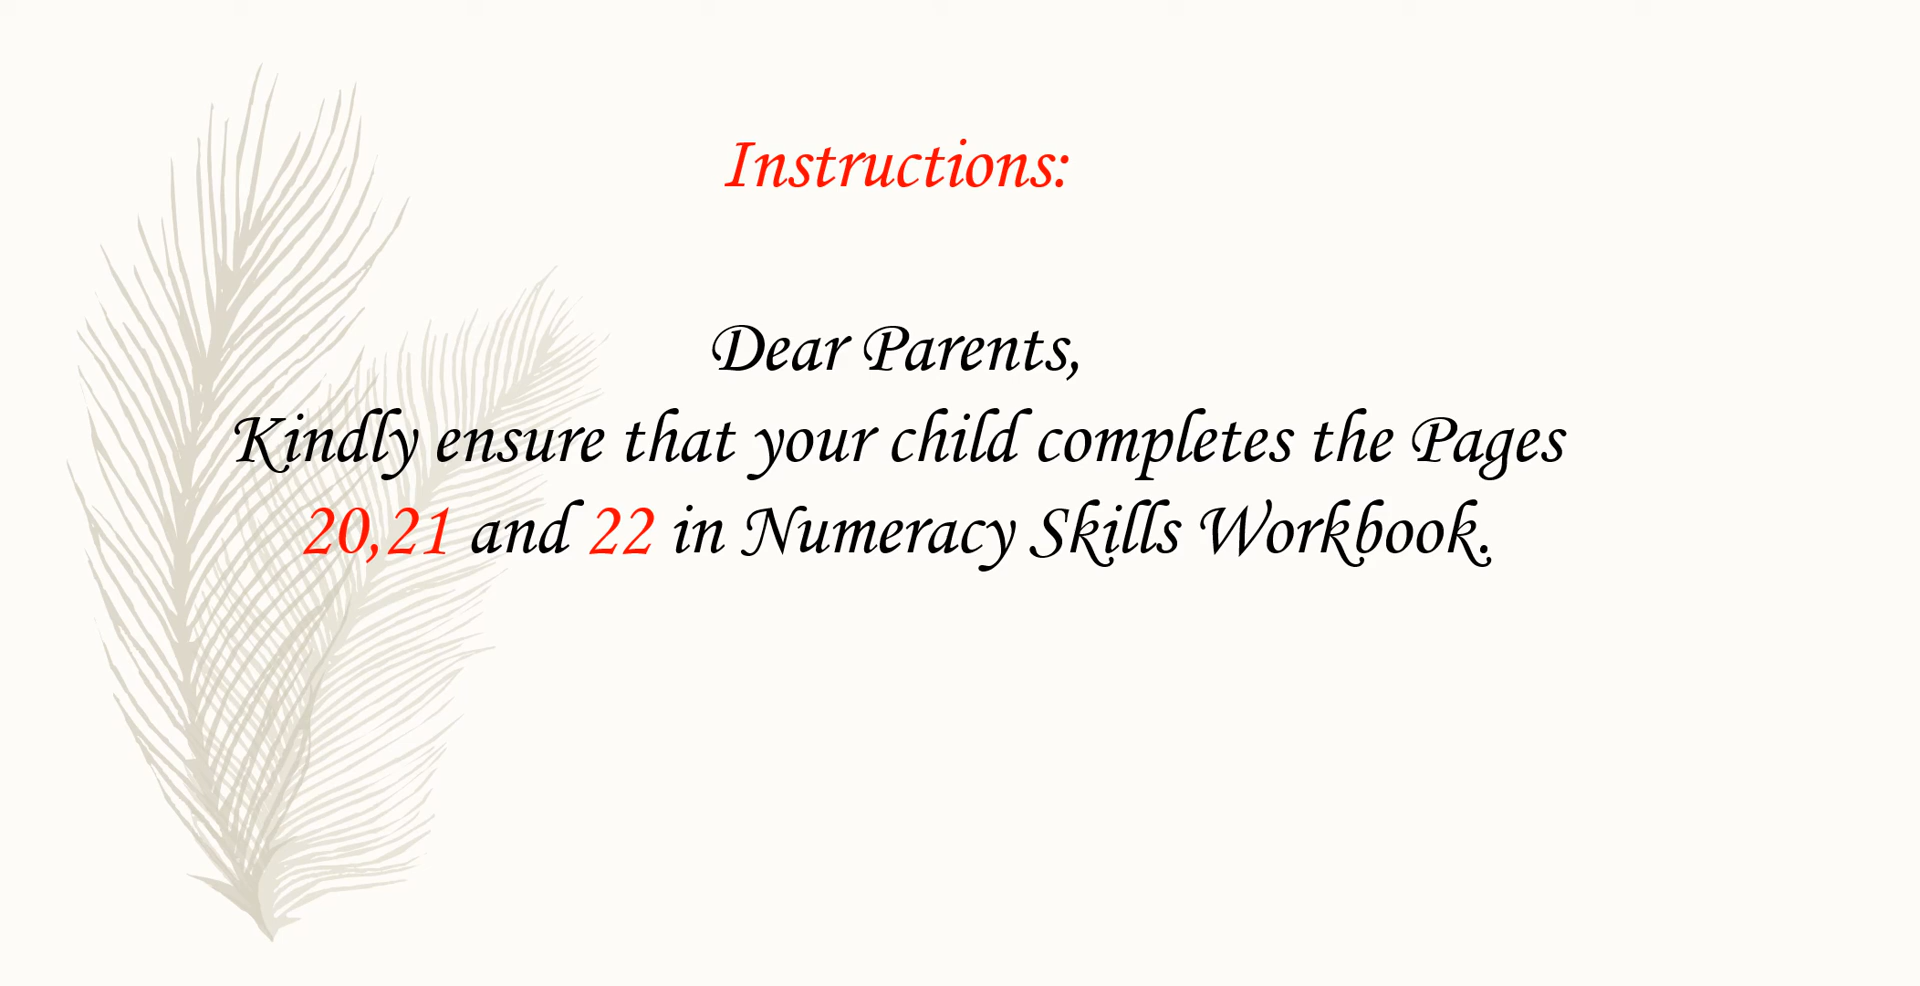 Instructions:
Dear Parents,
Kindly ensure that your child completes the Pages
20,21 and 22 in Numeracy Skills Workbook.